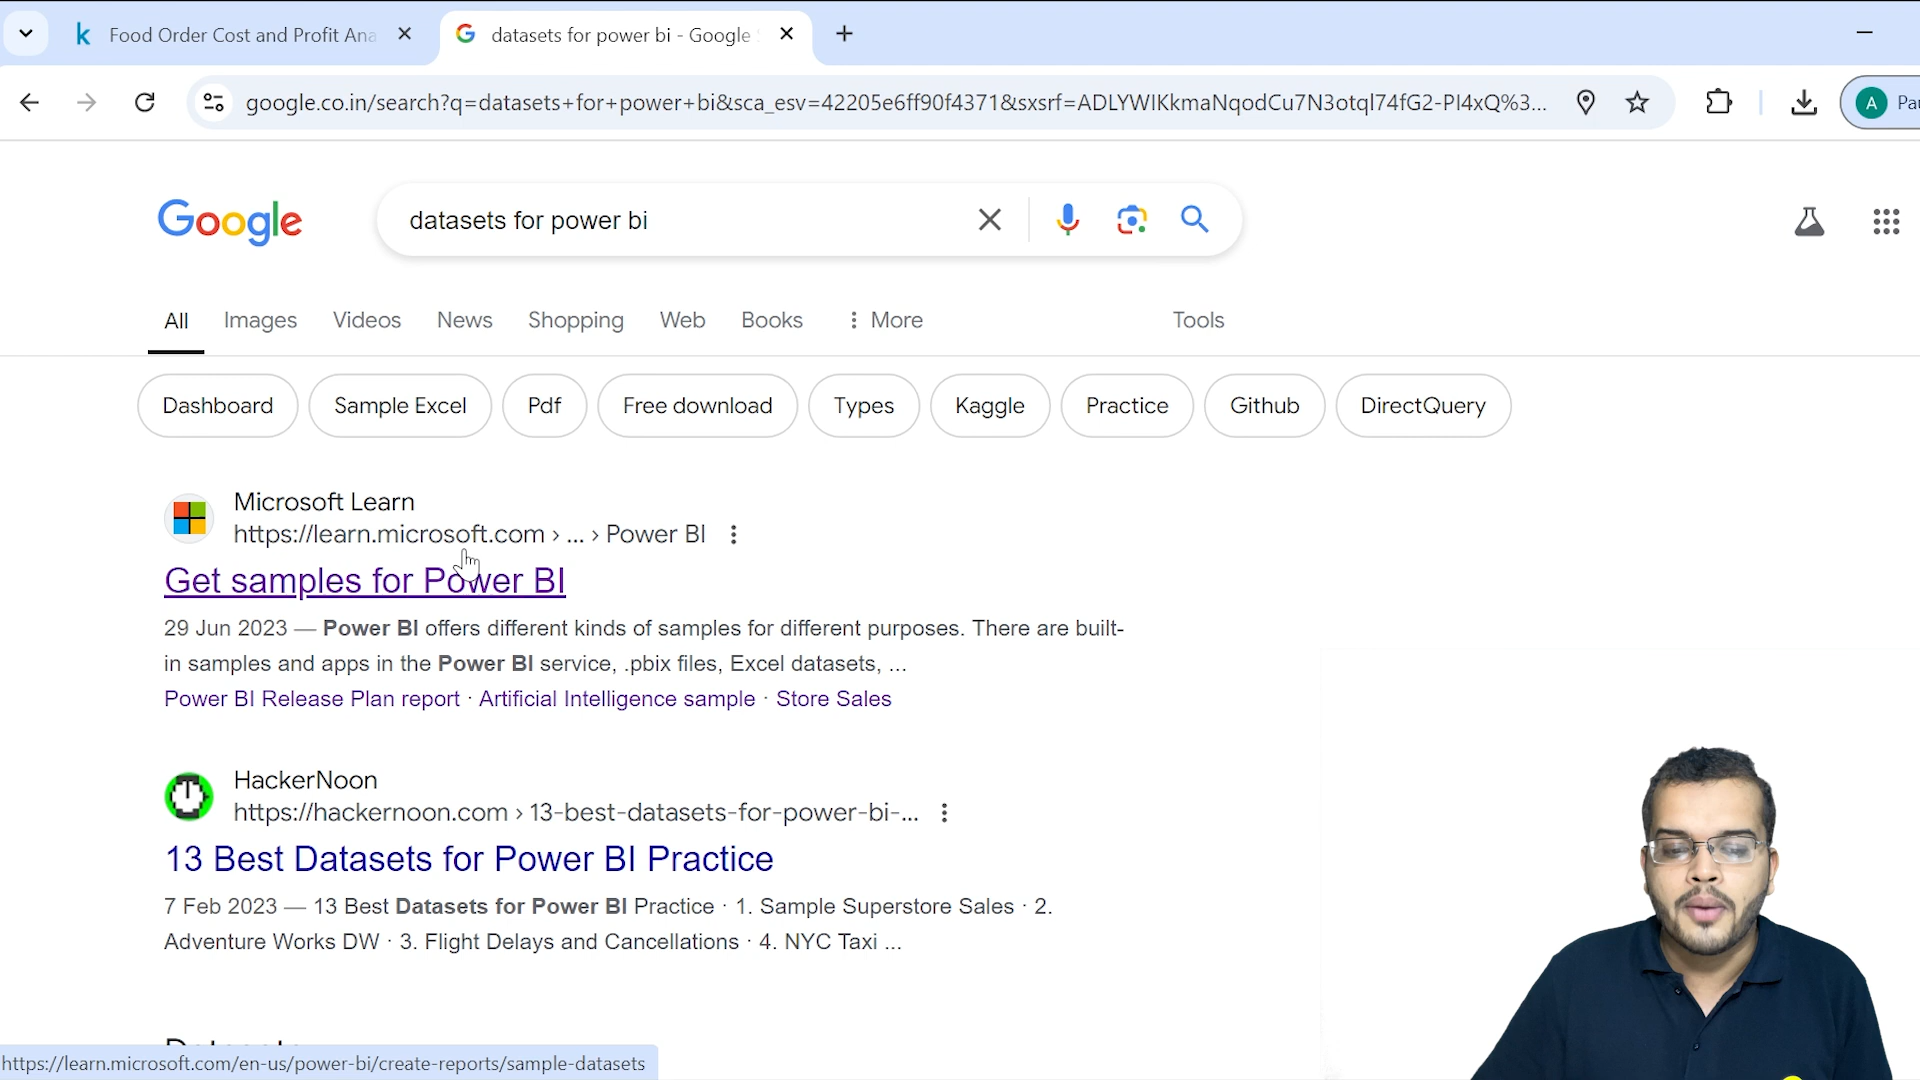 Food Order Cost and Profit Ana
datasets for power bi - Google
google.co.in/search?q=datasets+for+power+bi&sca_esv=42205e6ff90f4371&sxsrf=ADLYWIKkmaNqodCu7N3otql74fG2-PI4xQ%3...
A
Pau
Google
datasets for power bi
All Images Videos News Shopping Web Books More Tools
Dashboard Sample Excel Pdf Free download Types Kaggle Practice Github DirectQuery
Microsoft Learn
https://learn.microsoft.com › ... › Power BI
Get samples for Power BI
29 Jun 2023 — Power BI offers different kinds of samples for different purposes. There are built-
in samples and apps in the Power BI service, .pbix files, Excel datasets, ...
Power BI Release Plan report · Artificial Intelligence sample · Store Sales
HackerNoon
https://hackernoon.com › 13-best-datasets-for-power-bi-...
13 Best Datasets for Power BI Practice
7 Feb 2023 — 13 Best Datasets for Power BI Practice · 1. Sample Superstore Sales · 2.
Adventure Works DW · 3. Flight Delays and Cancellations · 4. NYC Taxi ...
https://learn.microsoft.com/en-us/power-bi/create-reports/sample-datasets